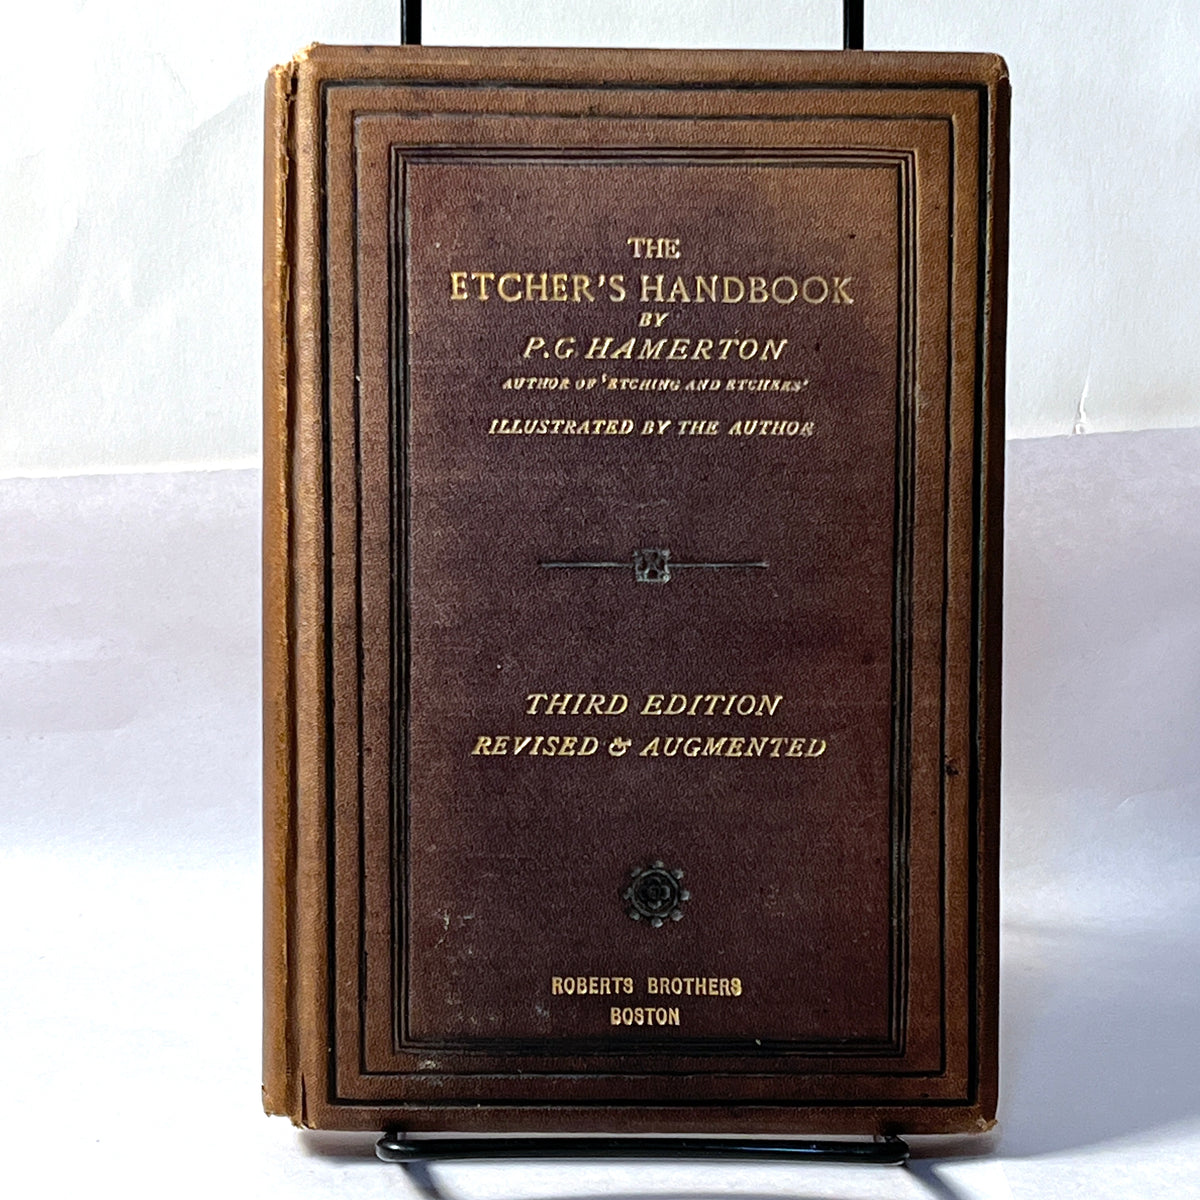 THE
ETCHER'S HANDBOOK
BY
P.G. HAMERTON
AUTHOR OF 'ETCHING AND ETCHERS'
ILLUSTRATED BY THE AUTHOR
THIRD EDITION
REVISED & AUGMENTED
ROBERTS BROTHERS
BOSTON